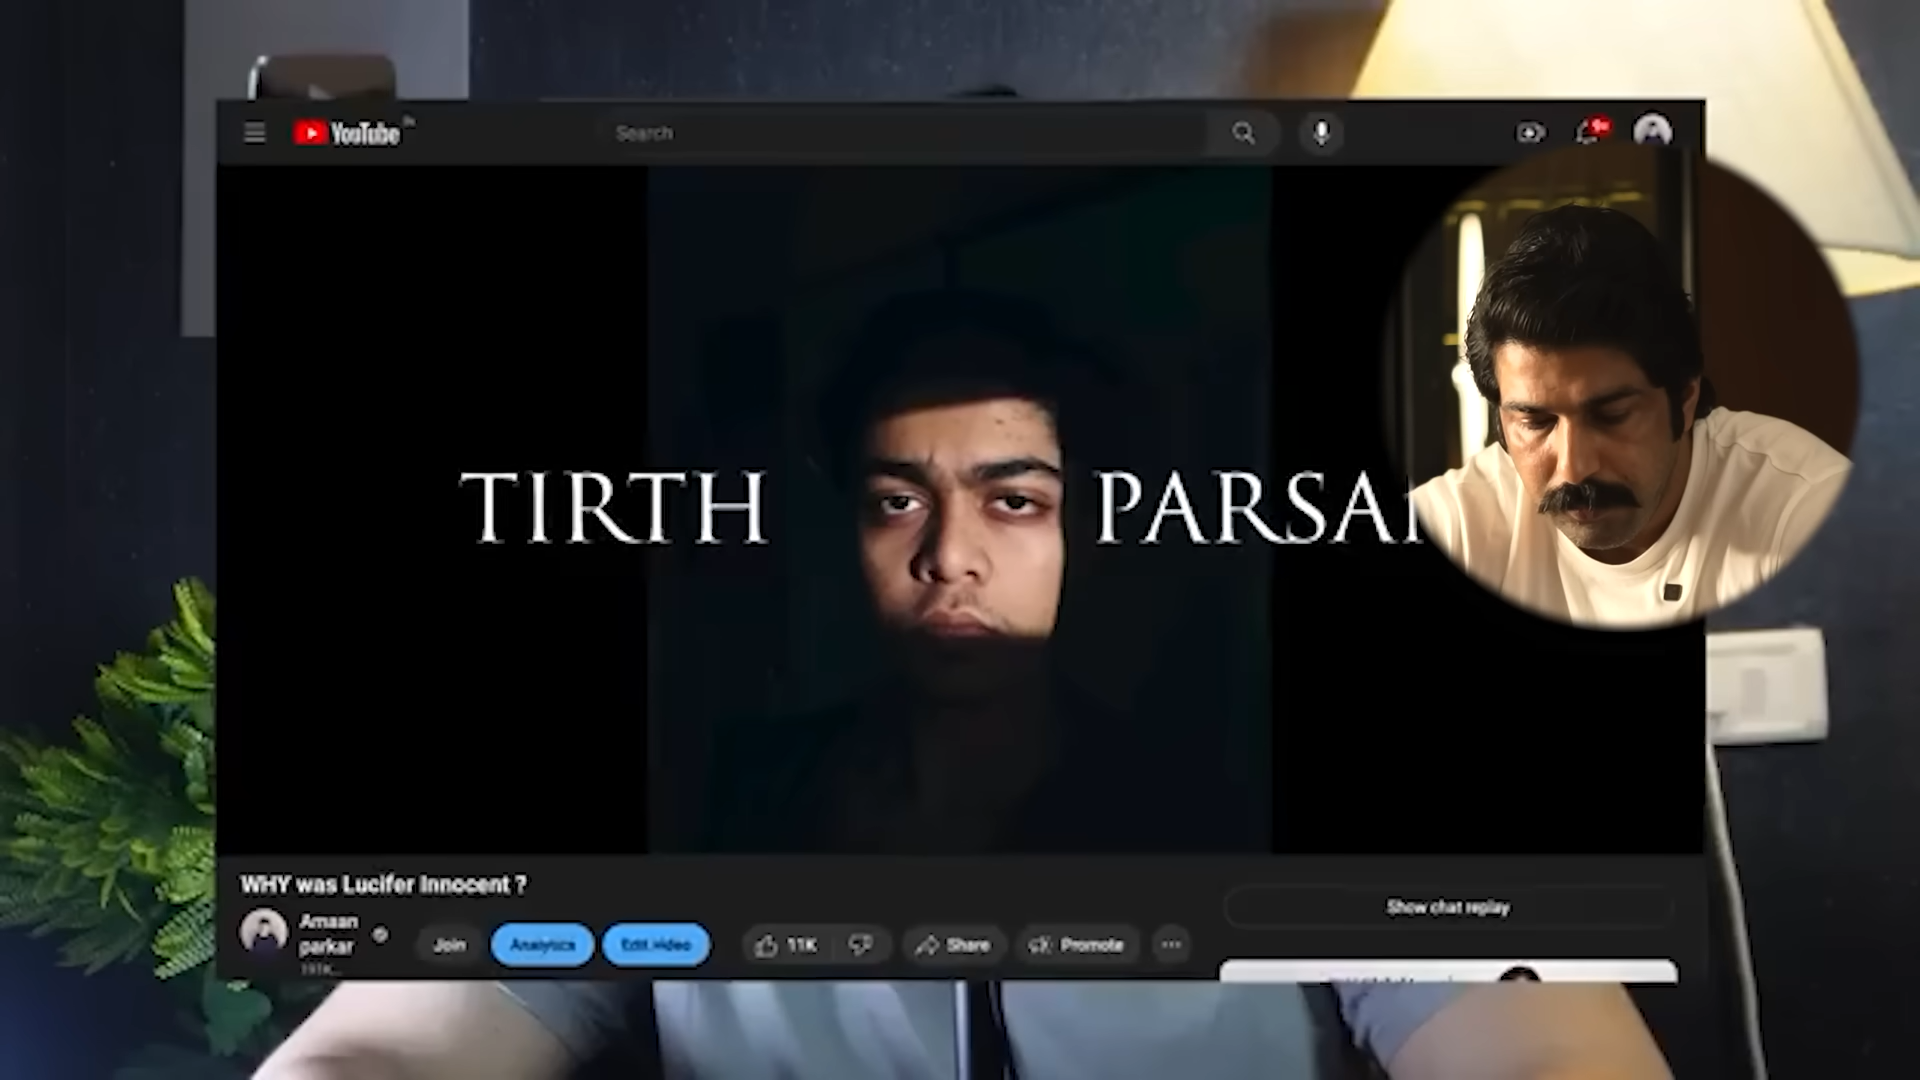 YouTube
Search
9+
TIRTH PARSA
WHY was Lucifer Innocent ?
Show chat replay
Amaan
parkar
Join
Analytics
Edit video
11K
Share
Promote